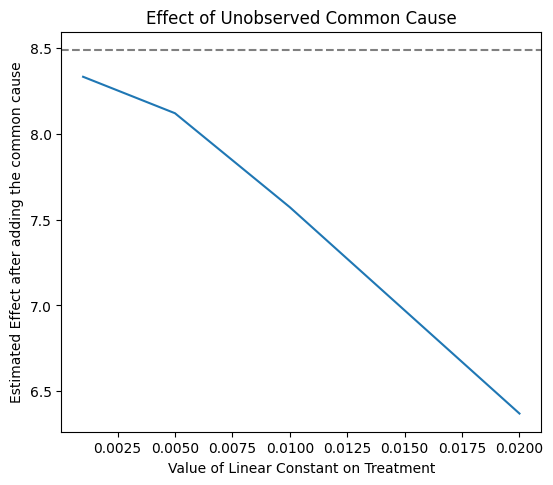 Effect of Unobserved Common Cause
Estimated Effect after adding the common cause
8.5
8.0
7.5
7.0
6.5
0.0025 0.0050 0.0075 0.0100 0.0125 0.0150 0.0175 0.0200
Value of Linear Constant on Treatment